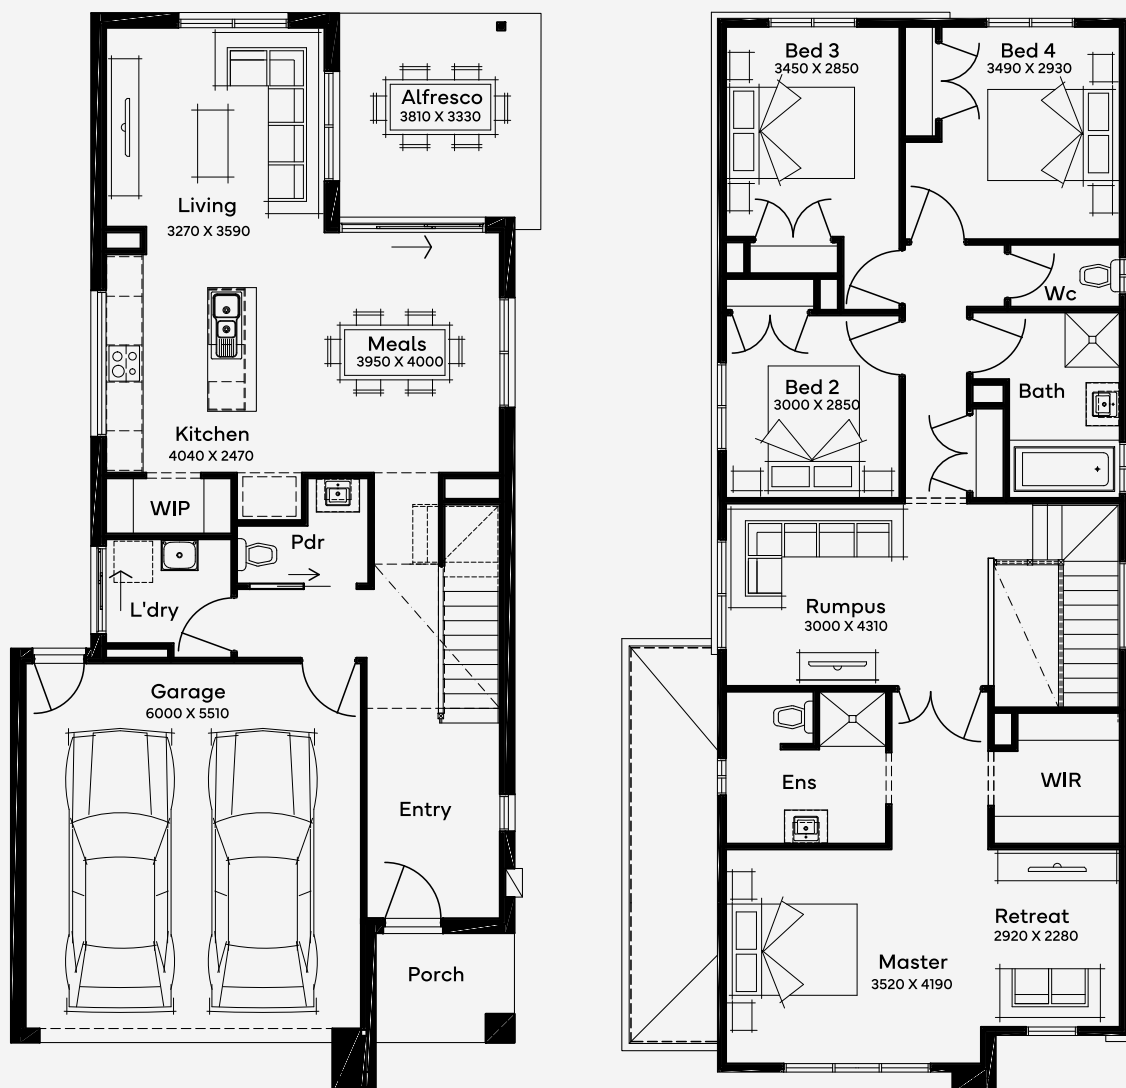 Alfresco
3810 X 3330
Living
3270 X 3590
Meals
3950 X 4000
Kitchen
4040 X 2470
WIP
Pdr
L'dry
Garage
6000 X 5510
Entry
Porch
Bed 3
3450 X 2850
Bed 4
3490 X 2930
Wc
Bed 2
3000 X 2850
Bath
Rumpus
3000 X 4310
Ens
WIR
Retreat
2920 X 2280
Master
3520 X 4190